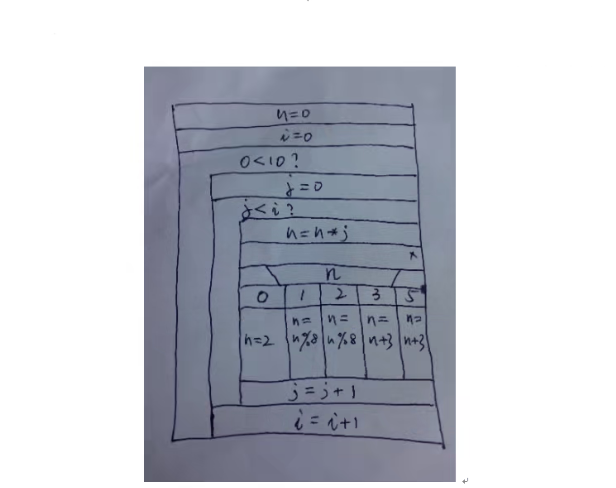 n=0
i=0
0<10?
j=0
j<i?
n=n*j
n
0 1 2 3 5
n=2 n=n%8 n=n%8 n=n+3 n=n+3
j=j+1
i=i+1